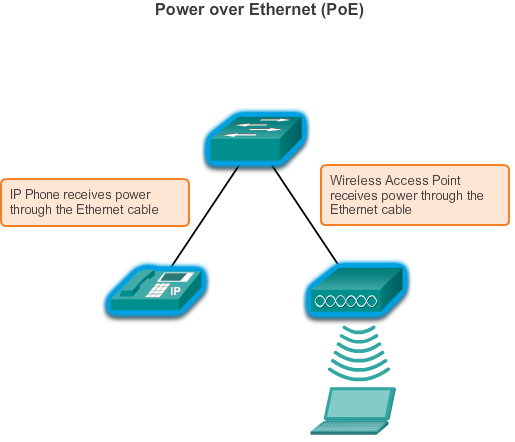 Power over Ethernet (PoE)
IP Phone receives power
through the Ethernet cable
Wireless Access Point
receives power through the
Ethernet cable
IP